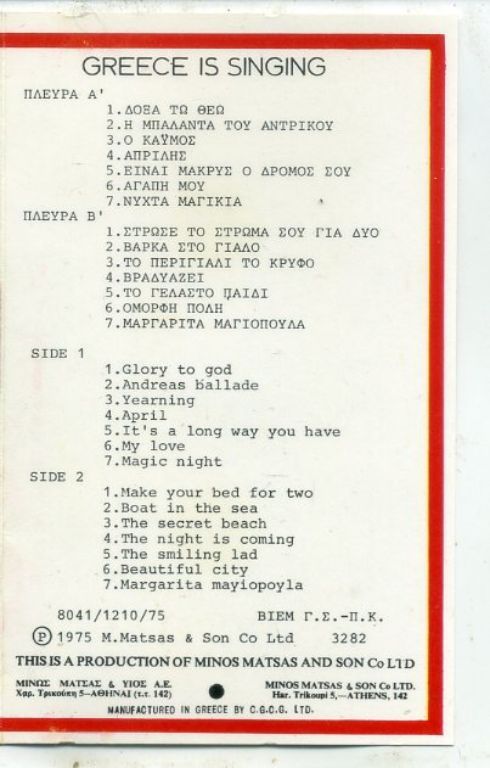 GREECE IS SINGING
ΠΛΕΥΡΑ Α'
1.ΔΟΞΑ ΤΩ ΘΕΩ
2.Η ΜΠΑΛΑΝΤΑ ΤΟΥ ΑΝΤΡΙΚΟΥ
3.Ο ΚΑΫΜΟΣ
4.ΑΠΡΙΛΗΣ
5.ΕΙΝΑΙ ΜΑΚΡΥΣ Ο ΔΡΟΜΟΣ ΣΟΥ
6.ΑΓΑΠΗ ΜΟΥ
7.ΝΥΧΤΑ ΜΑΓΙΚΙΑ
ΠΛΕΥΡΑ Β'
1.ΣΤΡΩΣΕ ΤΟ ΣΤΡΩΜΑ ΣΟΥ ΓΙΑ ΔΥΟ
2.ΒΑΡΚΑ ΣΤΟ ΓΙΑΛΟ
3.ΤΟ ΠΕΡΙΓΙΑΛΙ ΤΟ ΚΡΥΦΟ
4.ΒΡΑΔΥΑΖΕΙ
5.ΤΟ ΓΕΛΑΣΤΟ ΠΑΙΔΙ
6.ΟΜΟΡΦΗ ΠΟΛΗ
7.ΜΑΡΓΑΡΙΤΑ ΜΑΓΙΟΠΟΥΛΑ
SIDE 1
1.Glory to god
2.Andreas ballade
3.Yearning
4.April
5.It's a long way you have
6.My love
7.Magic night
SIDE 2
1.Make your bed for two
2.Boat in the sea
3.The secret beach
4.The night is coming
5.The smiling lad
6.Beautiful city
7.Margarita mayiopoyla
8041/1210/75 ΒΙΕΜ Γ.Σ.-Π.Κ.
Ⓟ 1975 M.Matsas & Son Co Ltd 3282
THIS IS A PRODUCTION OF MINOS MATSAS AND SON Co LTD
ΜΙΝΩΣ ΜΑΤΣΑΣ & ΥΙΟΣ Α.Ε. MINOS MATSAS & SON Co LTD.
Χαρ. Τρικούπη 5-ΑΘΗΝΑΙ (τ.τ. 142) Har. Trikoupi 5,—ATHENS, 142
MANUFACTURED IN GREECE BY C.G.C.G. LTD.